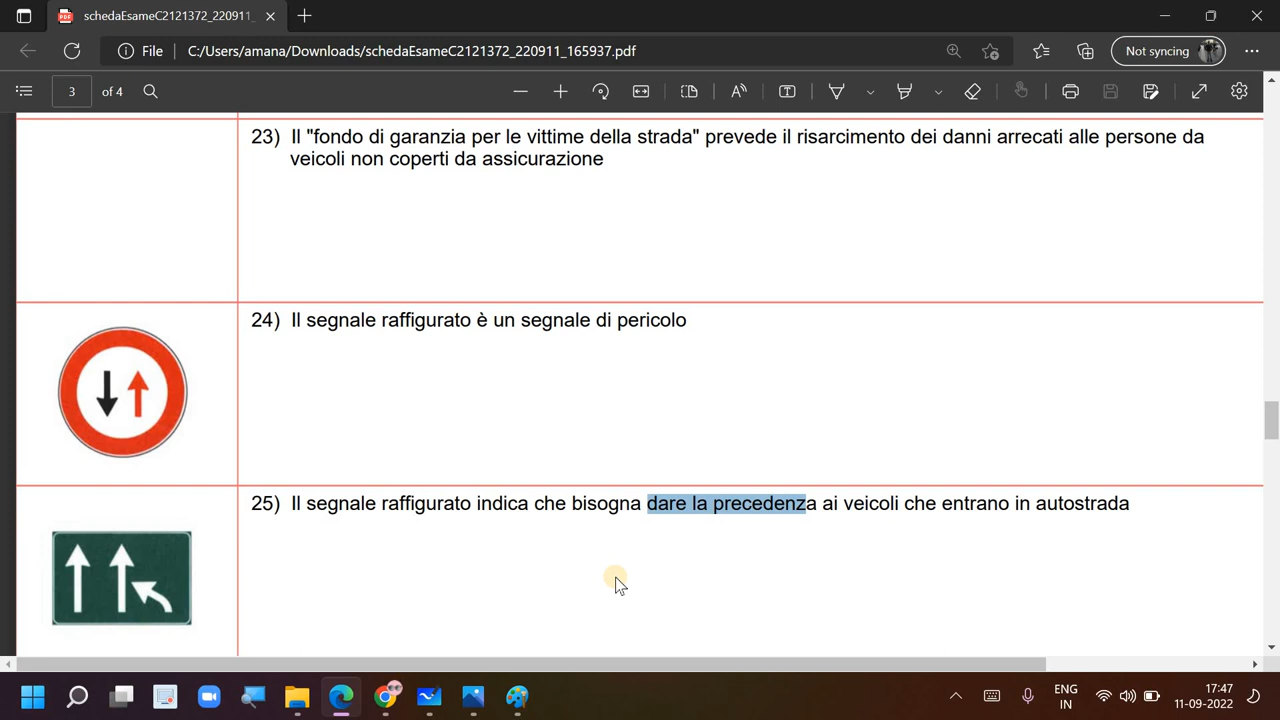 schedaEsameC2121372_220911_
File
C:/Users/amana/Downloads/schedaEsameC2121372_220911_165937.pdf
Not syncing
3 of 4
23) Il "fondo di garanzia per le vittime della strada" prevede il risarcimento dei danni arrecati alle persone da
veicoli non coperti da assicurazione
24) Il segnale raffigurato è un segnale di pericolo
25) Il segnale raffigurato indica che bisogna dare la precedenza ai veicoli che entrano in autostrada
ENG
IN
17:47
11-09-2022